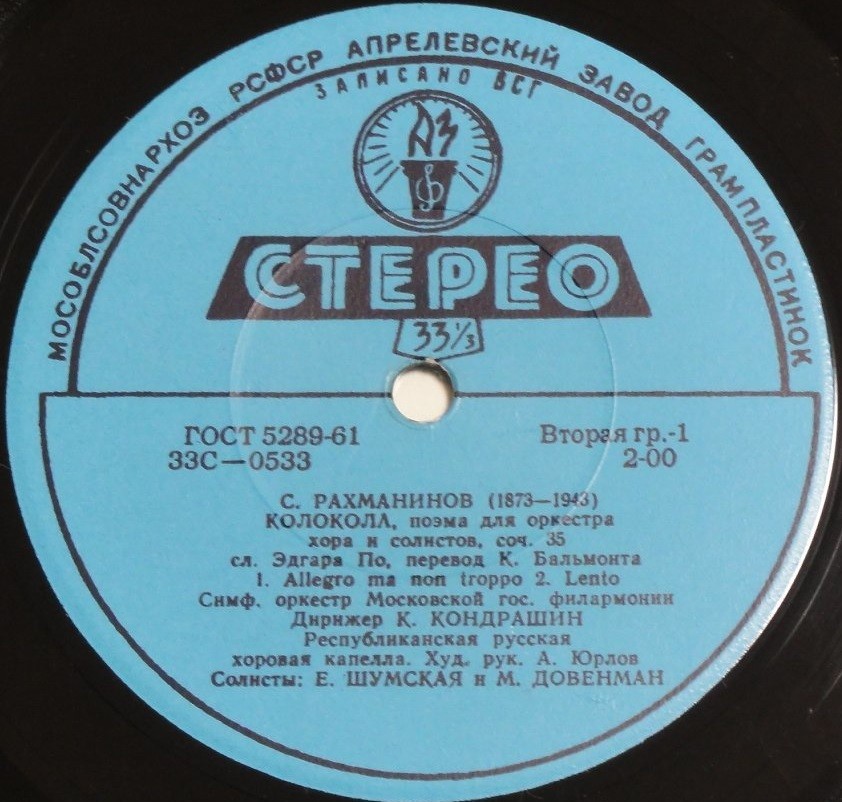 МОСОБЛСОВНАРХОЗ РСФСР АПРЕЛЕВСКИЙ ЗАВОД ГРАМПЛАСТИНОК
ЗАПИСАНО ВСГ
АЗ
СТЕРЕО
33⅓
ГОСТ 5289-61
Вторая гр.-1
33С—0533
2-00
С. РАХМАНИНОВ (1873—1943)
КОЛОКОЛА, поэма для оркестра
хора и солистов, соч. 35
сл. Эдгара По, перевод К. Бальмонта
1. Allegro ma non troppo 2. Lento
Симф. оркестр Московской гос. филармонии
Дирижер К. КОНДРАШИН
Республиканская русская
хоровая капелла. Худ. рук. А. Юрлов
Солисты: Е. ШУМСКАЯ и М. ДОВЕНМАН